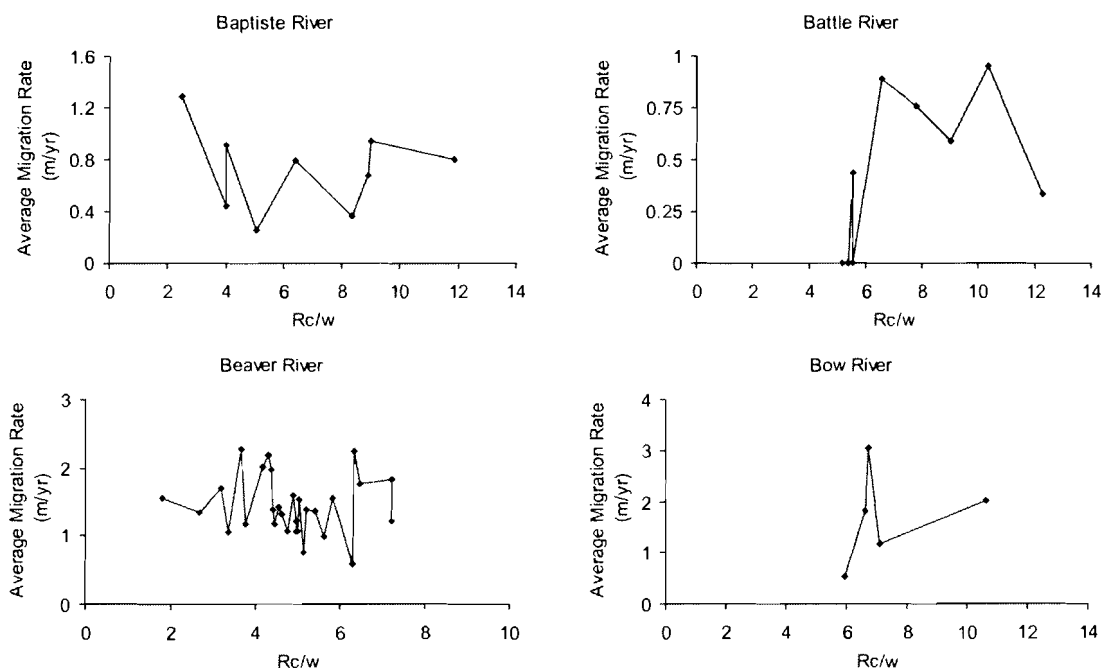 Baptiste River
Average Migration Rate
(m/yr)
1.6
1.2
0.8
0.4
0
0 2 4 6 8 10 12 14
Rc/w
Battle River
Average Migration Rate
(m/yr)
1
0.75
0.5
0.25
0
0 2 4 6 8 10 12 14
Rc/w
Beaver River
Average Migration Rate
(m/yr)
3
2
1
0
0 2 4 6 8 10
Rc/w
Bow River
Average Migration Rate
(m/yr)
4
3
2
1
0
0 2 4 6 8 10 12 14
Rc/w